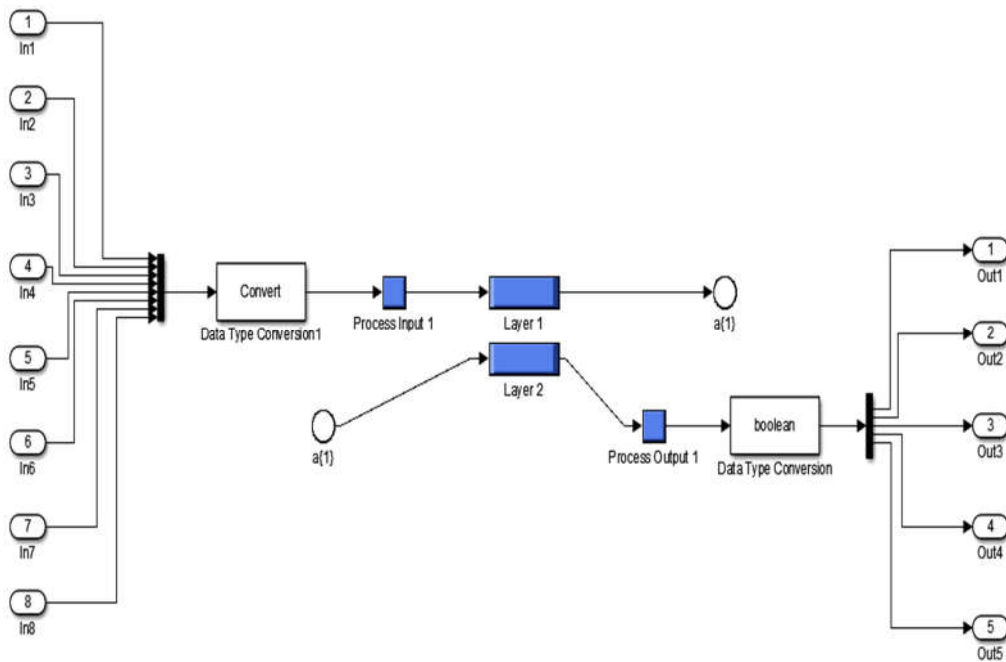 1
In1
2
In2
3
In3
4
In4
5
In5
6
In6
7
In7
8
In8
Convert
Data Type Conversion1
Process Input 1
Layer 1
a{1}
a{1}
Layer 2
Process Output 1
boolean
Data Type Conversion
1
Out1
2
Out2
3
Out3
4
Out4
5
Out5